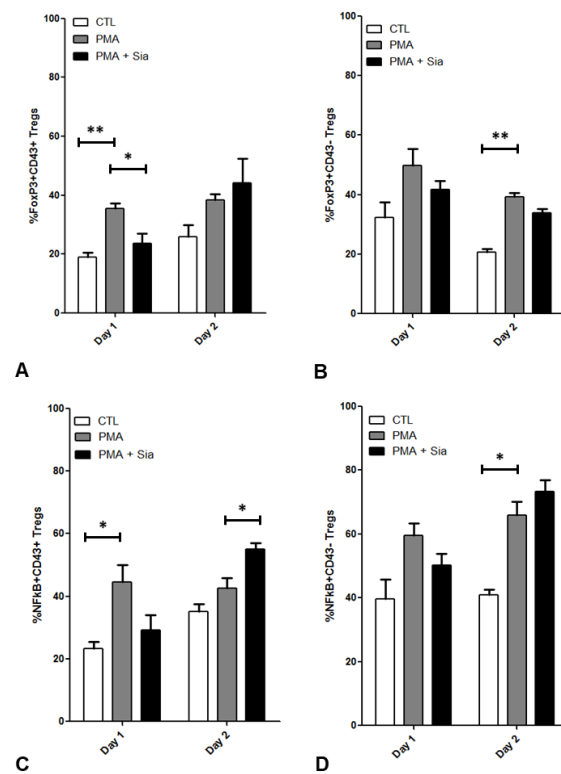 CTL
PMA
PMA + Sia
%FoxP3+CD43+ Tregs
100
80
60
40
20
0
**
*
Day 1
Day 2
A
CTL
PMA
PMA + Sia
%FoxP3+CD43- Tregs
100
80
60
40
20
0
**
Day 1
Day 2
B
CTL
PMA
PMA + Sia
%NFkB+CD43+ Tregs
100
80
60
40
20
0
*
*
Day 1
Day 2
C
CTL
PMA
PMA + Sia
%NFkB+CD43- Tregs
100
80
60
40
20
0
*
Day 1
Day 2
D